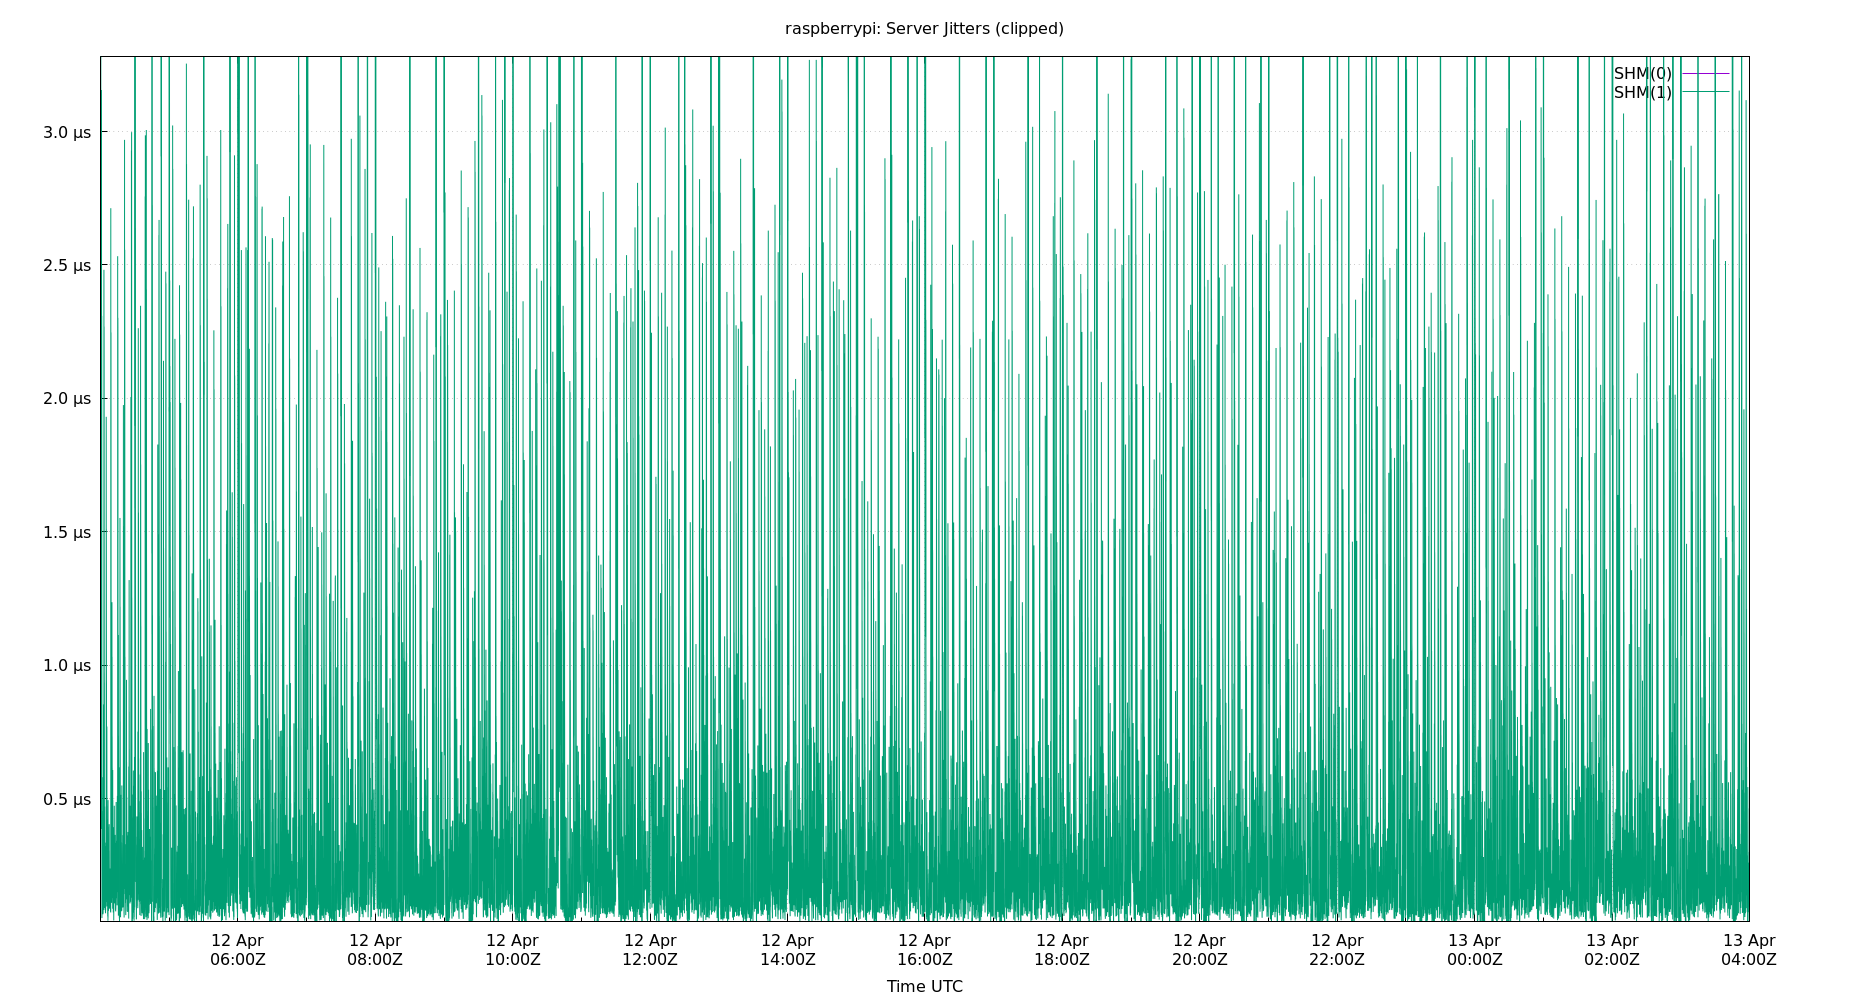 raspberrypi: Server Jitters (clipped)
SHM(0)
SHM(1)
3.0 µs
2.5 µs
2.0 µs
1.5 µs
1.0 µs
0.5 µs
12 Apr 12 Apr 12 Apr 12 Apr 12 Apr 12 Apr 12 Apr 12 Apr 12 Apr 13 Apr 13 Apr 13 Apr
06:00Z 08:00Z 10:00Z 12:00Z 14:00Z 16:00Z 18:00Z 20:00Z 22:00Z 00:00Z 02:00Z 04:00Z
Time UTC